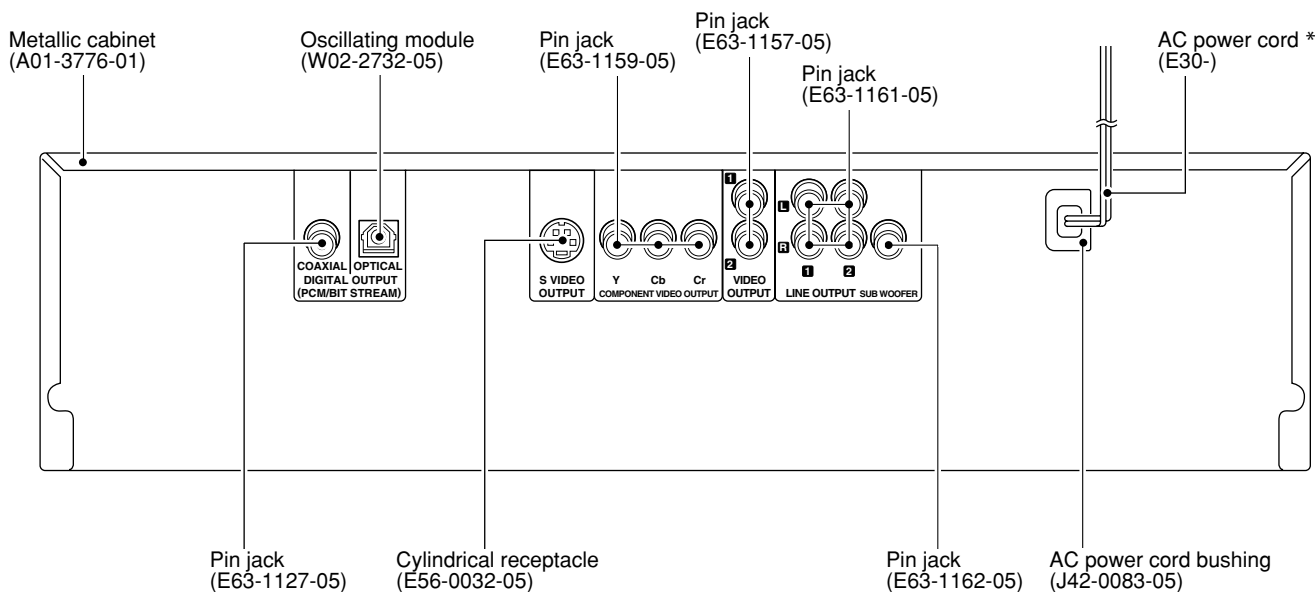 Metallic cabinet
(A01-3776-01)
Oscillating module
(W02-2732-05)
Pin jack
(E63-1159-05)
Pin jack
(E63-1157-05)
Pin jack
(E63-1161-05)
AC power cord *
(E30-)
1
2
L
R
1
2
COAXIAL
OPTICAL
DIGITAL OUTPUT
(PCM/BIT STREAM)
S VIDEO
OUTPUT
Y
Cb
Cr
COMPONENT VIDEO OUTPUT
VIDEO
OUTPUT
LINE OUTPUT
SUB WOOFER
Pin jack
(E63-1127-05)
Cylindrical receptacle
(E56-0032-05)
Pin jack
(E63-1162-05)
AC power cord bushing
(J42-0083-05)